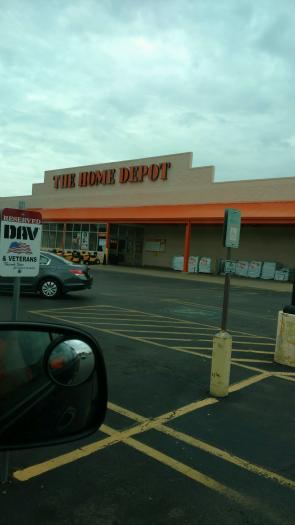 THE HOME DEPOT
RESERVED
DAV
& VETERANS